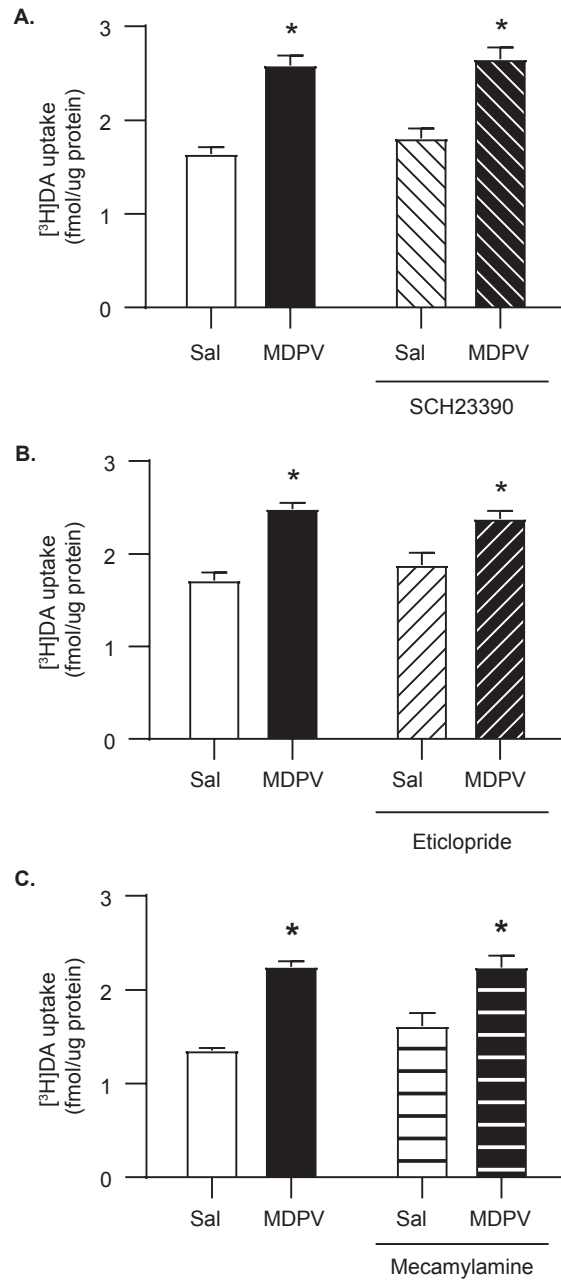 A.
3
2
1
0
[³H]DA uptake
(fmol/ug protein)
*
*
Sal MDPV Sal MDPV
SCH23390
B.
3
2
1
0
[³H]DA uptake
(fmol/ug protein)
*
*
Sal MDPV Sal MDPV
Eticlopride
C.
3
2
1
0
[³H]DA uptake
(fmol/ug protein)
*
*
Sal MDPV Sal MDPV
Mecamylamine